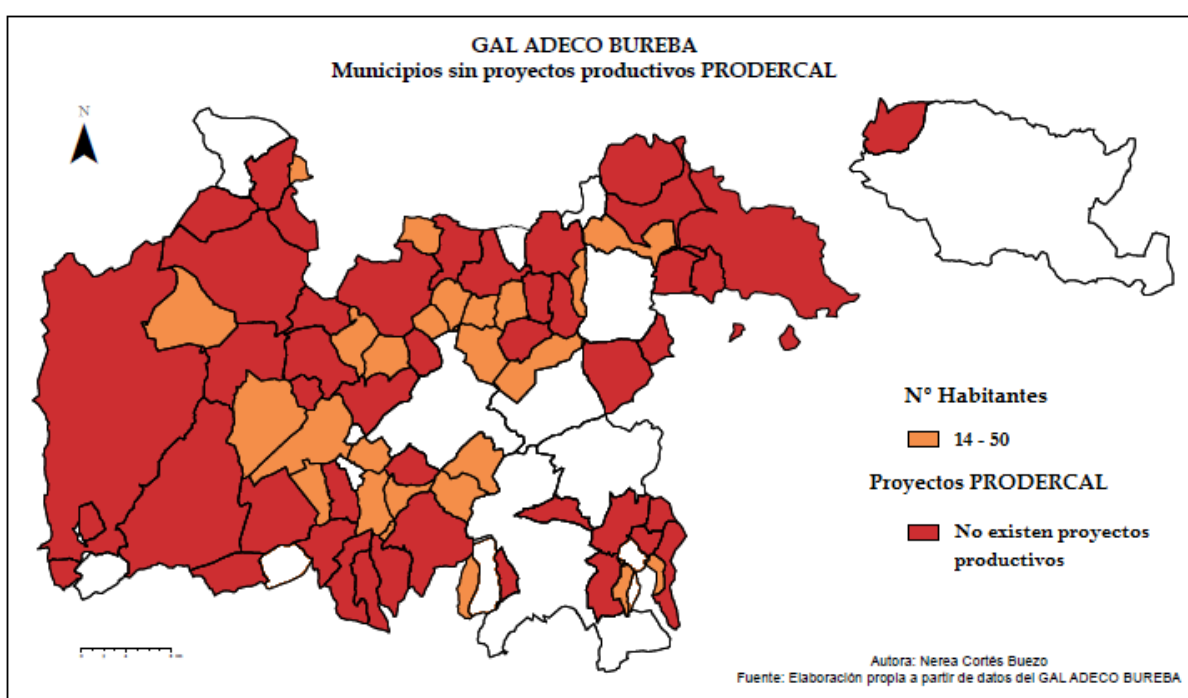 GAL ADECO BUREBA
Municipios sin proyectos productivos PRODERCAL
N
N° Habitantes
14 - 50
Proyectos PRODERCAL
No existen proyectos
productivos
Autora: Nerea Cortés Buezo
Fuente: Elaboración propia a partir de datos del GAL ADECO BUREBA